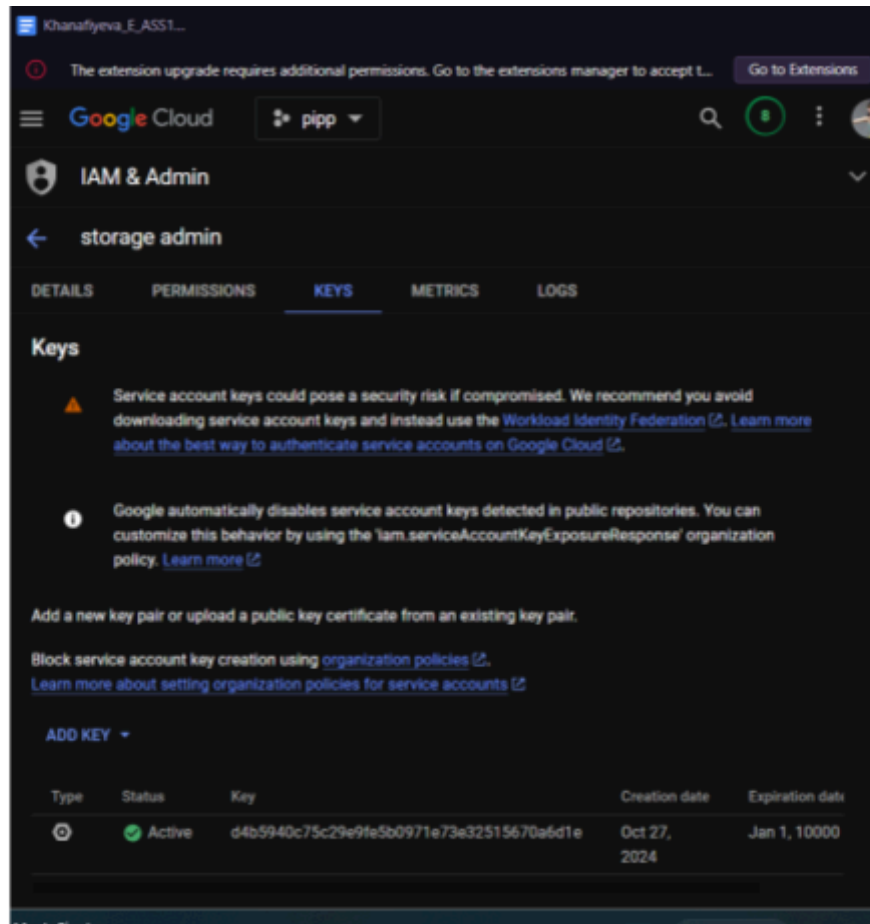 Khanafiyeva_E_ASS1...
The extension upgrade requires additional permissions. Go to the extensions manager to accept t... Go to Extensions
Google Cloud pipp 8
IAM & Admin
storage admin
DETAILS PERMISSIONS KEYS METRICS LOGS
Keys
Service account keys could pose a security risk if compromised. We recommend you avoid
downloading service account keys and instead use the Workload Identity Federation. Learn more
about the best way to authenticate service accounts on Google Cloud.
Google automatically disables service account keys detected in public repositories. You can
customize this behavior by using the 'iam.serviceAccountKeyExposureResponse' organization
policy. Learn more
Add a new key pair or upload a public key certificate from an existing key pair.
Block service account key creation using organization policies.
Learn more about setting organization policies for service accounts
ADD KEY
Type Status Key Creation date Expiration date
Active d4b5940c75c29e9fe5b0971e73e32515670a6d1e Oct 27, Jan 1, 10000
2024